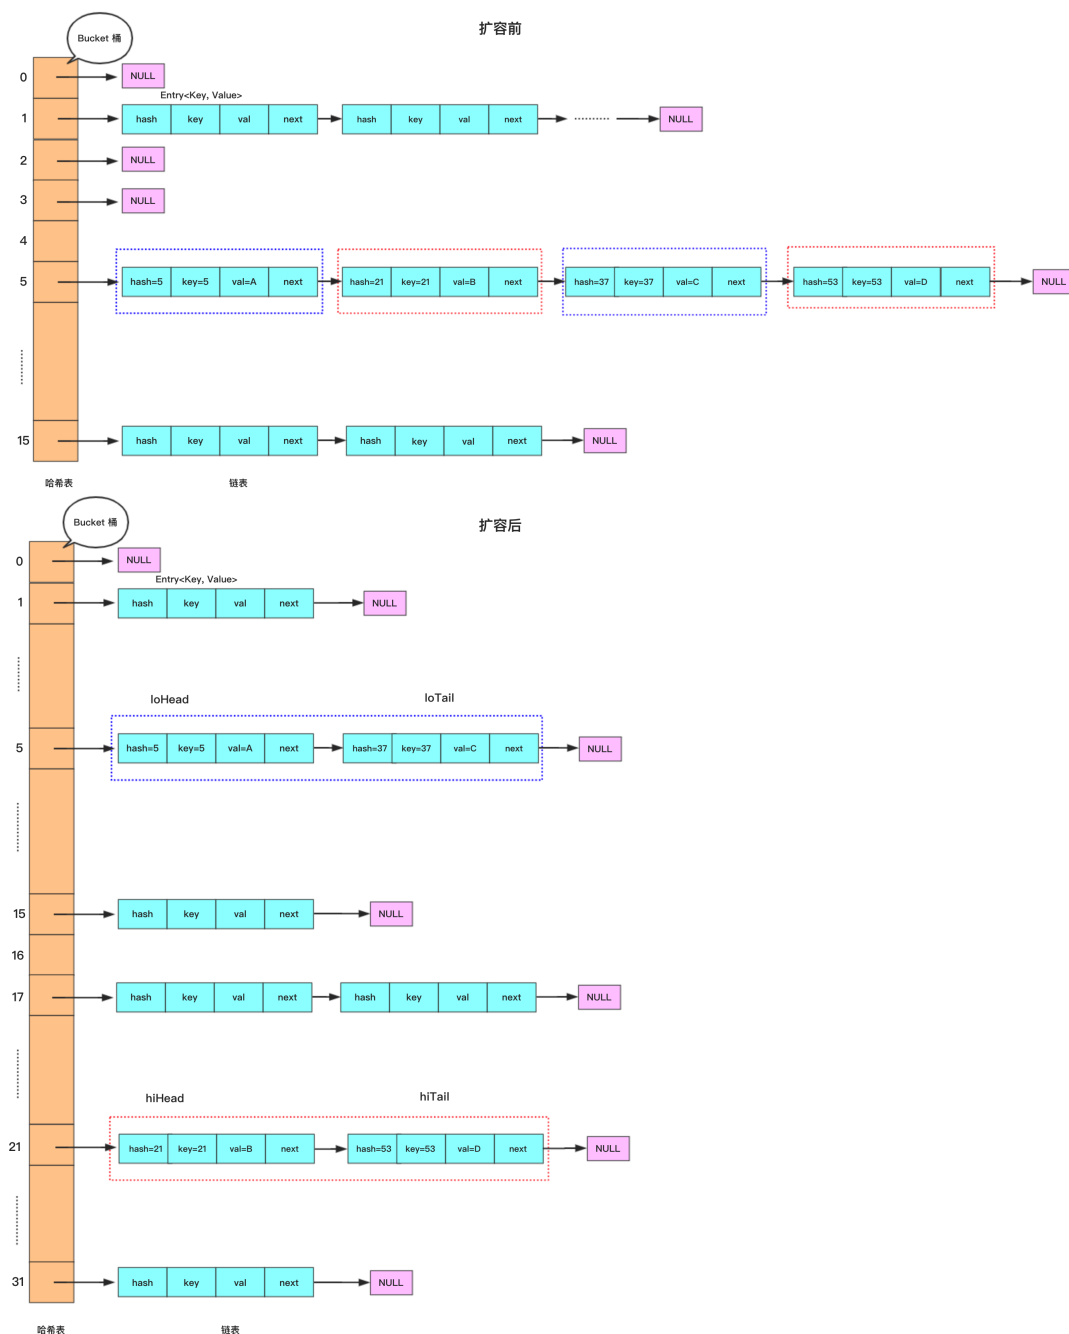 扩容前
Bucket 桶
0 NULL
Entry<Key, Value>
1 hash key val next hash key val next ......... NULL
2 NULL
3 NULL
4
5 hash=5 key=5 val=A next hash=21 key=21 val=B next hash=37 key=37 val=C next hash=53 key=53 val=D next NULL
15 hash key val next hash key val next NULL
哈希表 链表
扩容后
Bucket 桶
0 NULL
Entry<Key, Value>
1 hash key val next NULL
loHead loTail
5 hash=5 key=5 val=A next hash=37 key=37 val=C next NULL
15 hash key val next NULL
16
17 hash key val next hash key val next NULL
hiHead hiTail
21 hash=21 key=21 val=B next hash=53 key=53 val=D next NULL
31 hash key val next NULL
哈希表 链表